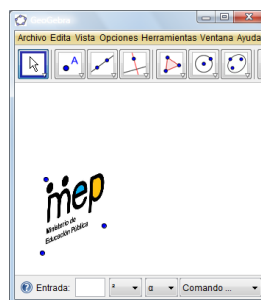 GeoGebra
Archivo Edita Vista Opciones Herramientas Ventana Ayuda
A
mep
Ministerio de
Educación Pública
Entrada:
ª
α
Comando ...